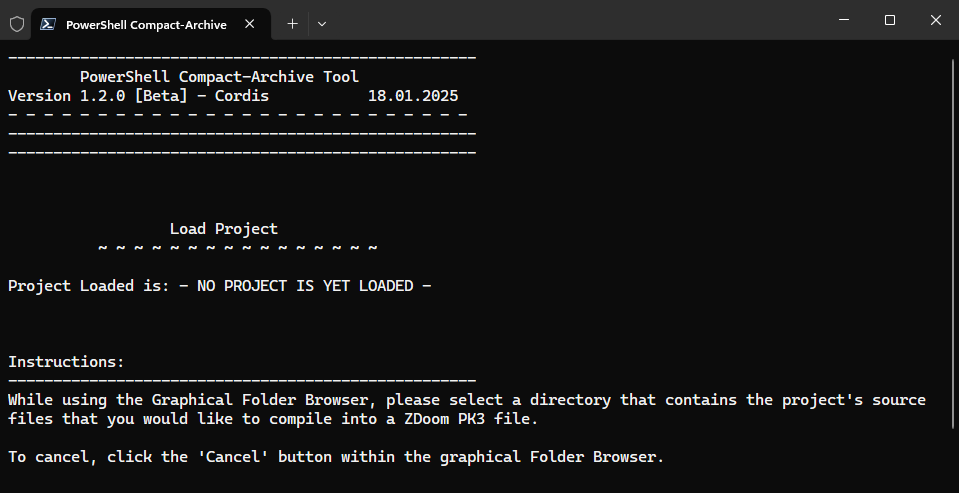 PowerShell Compact-Archive
------------------------------------------------------
PowerShell Compact-Archive Tool
Version 1.2.0 [Beta] - Cordis 18.01.2025
- - - - - - - - - - - - - - - - - - - - - - - - - -
----------------------------------------------------
----------------------------------------------------
Load Project
~ ~ ~ ~ ~ ~ ~ ~ ~ ~ ~ ~ ~ ~ ~ ~
Project Loaded is: - NO PROJECT IS YET LOADED -
Instructions:
----------------------------------------------------
While using the Graphical Folder Browser, please select a directory that contains the project's source
files that you would like to compile into a ZDoom PK3 file.
To cancel, click the 'Cancel' button within the graphical Folder Browser.